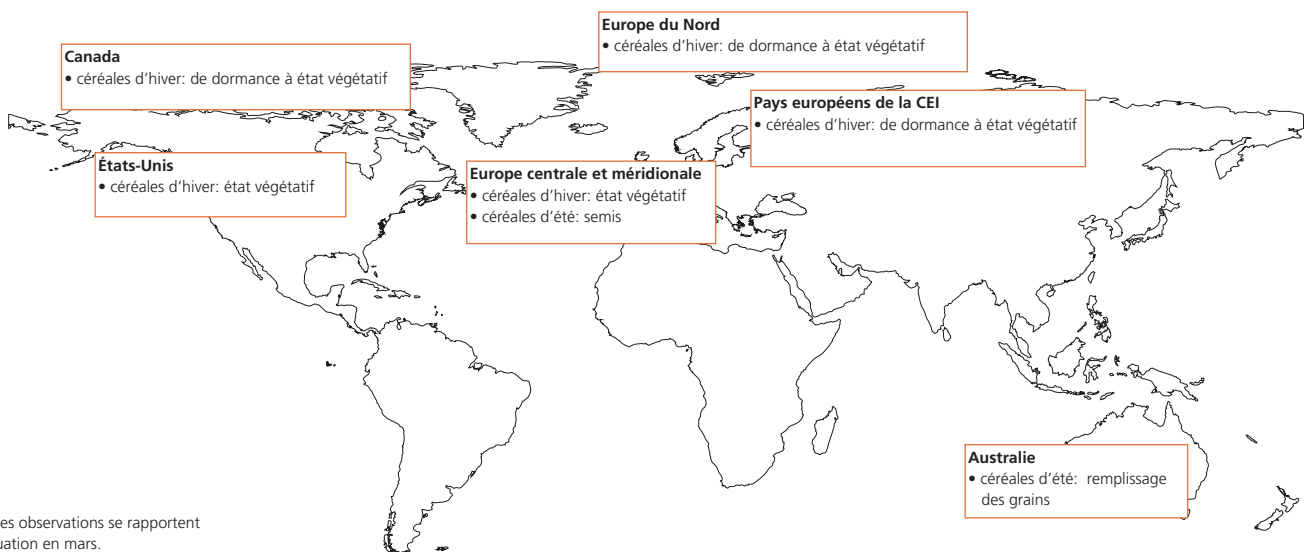 Europe du Nord
• céréales d'hiver: de dormance à état végétatif
Canada
• céréales d'hiver: de dormance à état végétatif
Pays européens de la CEI
• céréales d'hiver: de dormance à état végétatif
États-Unis
• céréales d'hiver: état végétatif
Europe centrale et méridionale
• céréales d'hiver: état végétatif
• céréales d'été: semis
Australie
• céréales d'été: remplissage
des grains
es observations se rapportent
uation en mars.